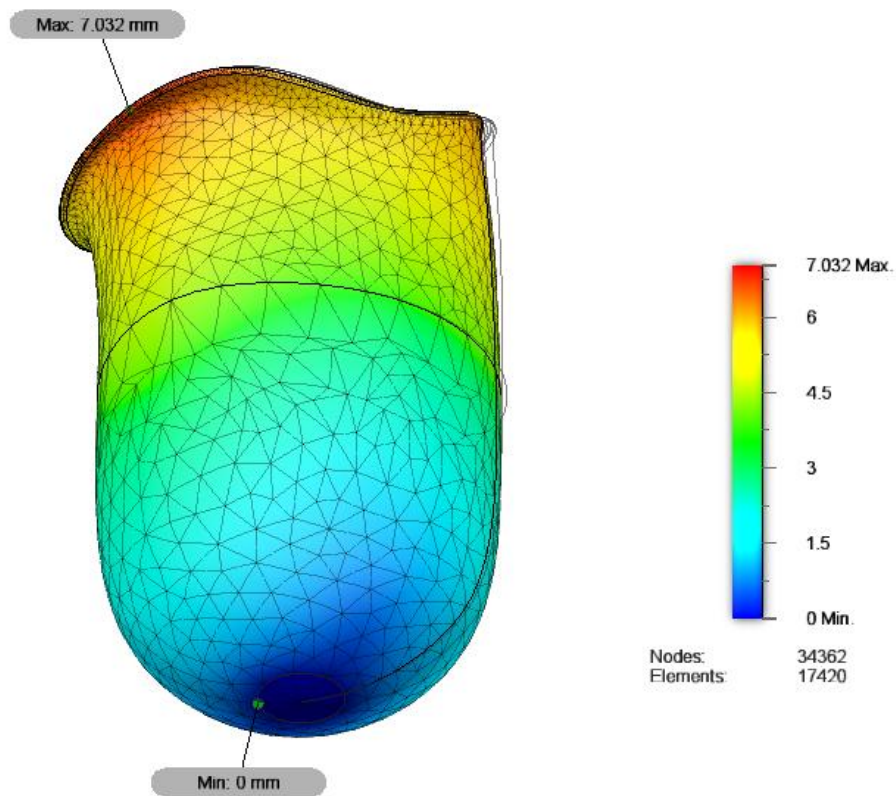 Max: 7.032 mm
7.032 Max.
6
4.5
3
1.5
0 Min.
Nodes: 34362
Elements: 17420
Min: 0 mm